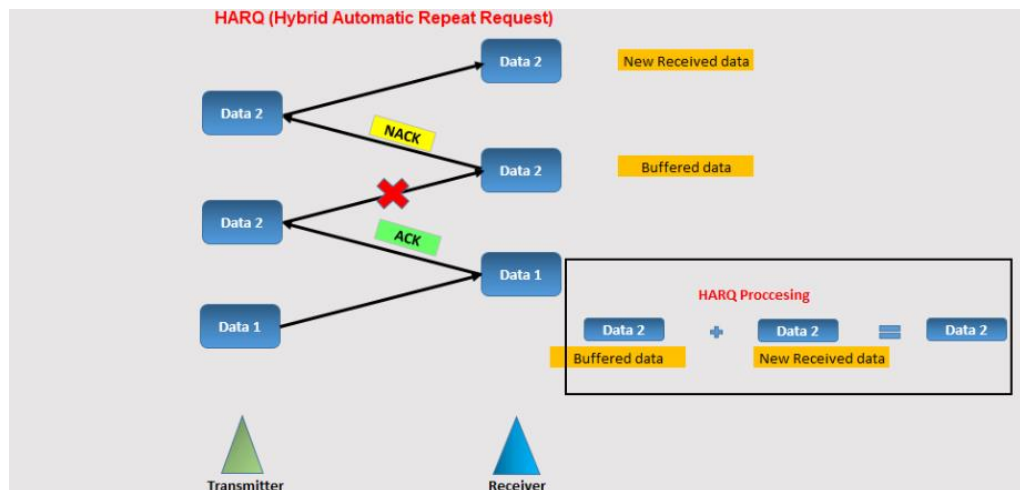 HARQ (Hybrid Automatic Repeat Request)
Data 2
New Received data
Data 2
NACK
Data 2
Buffered data
Data 2
ACK
Data 1
HARQ Proccesing
Data 1
Data 2
Data 2
Data 2
Buffered data
New Received data
Transmitter
Receiver